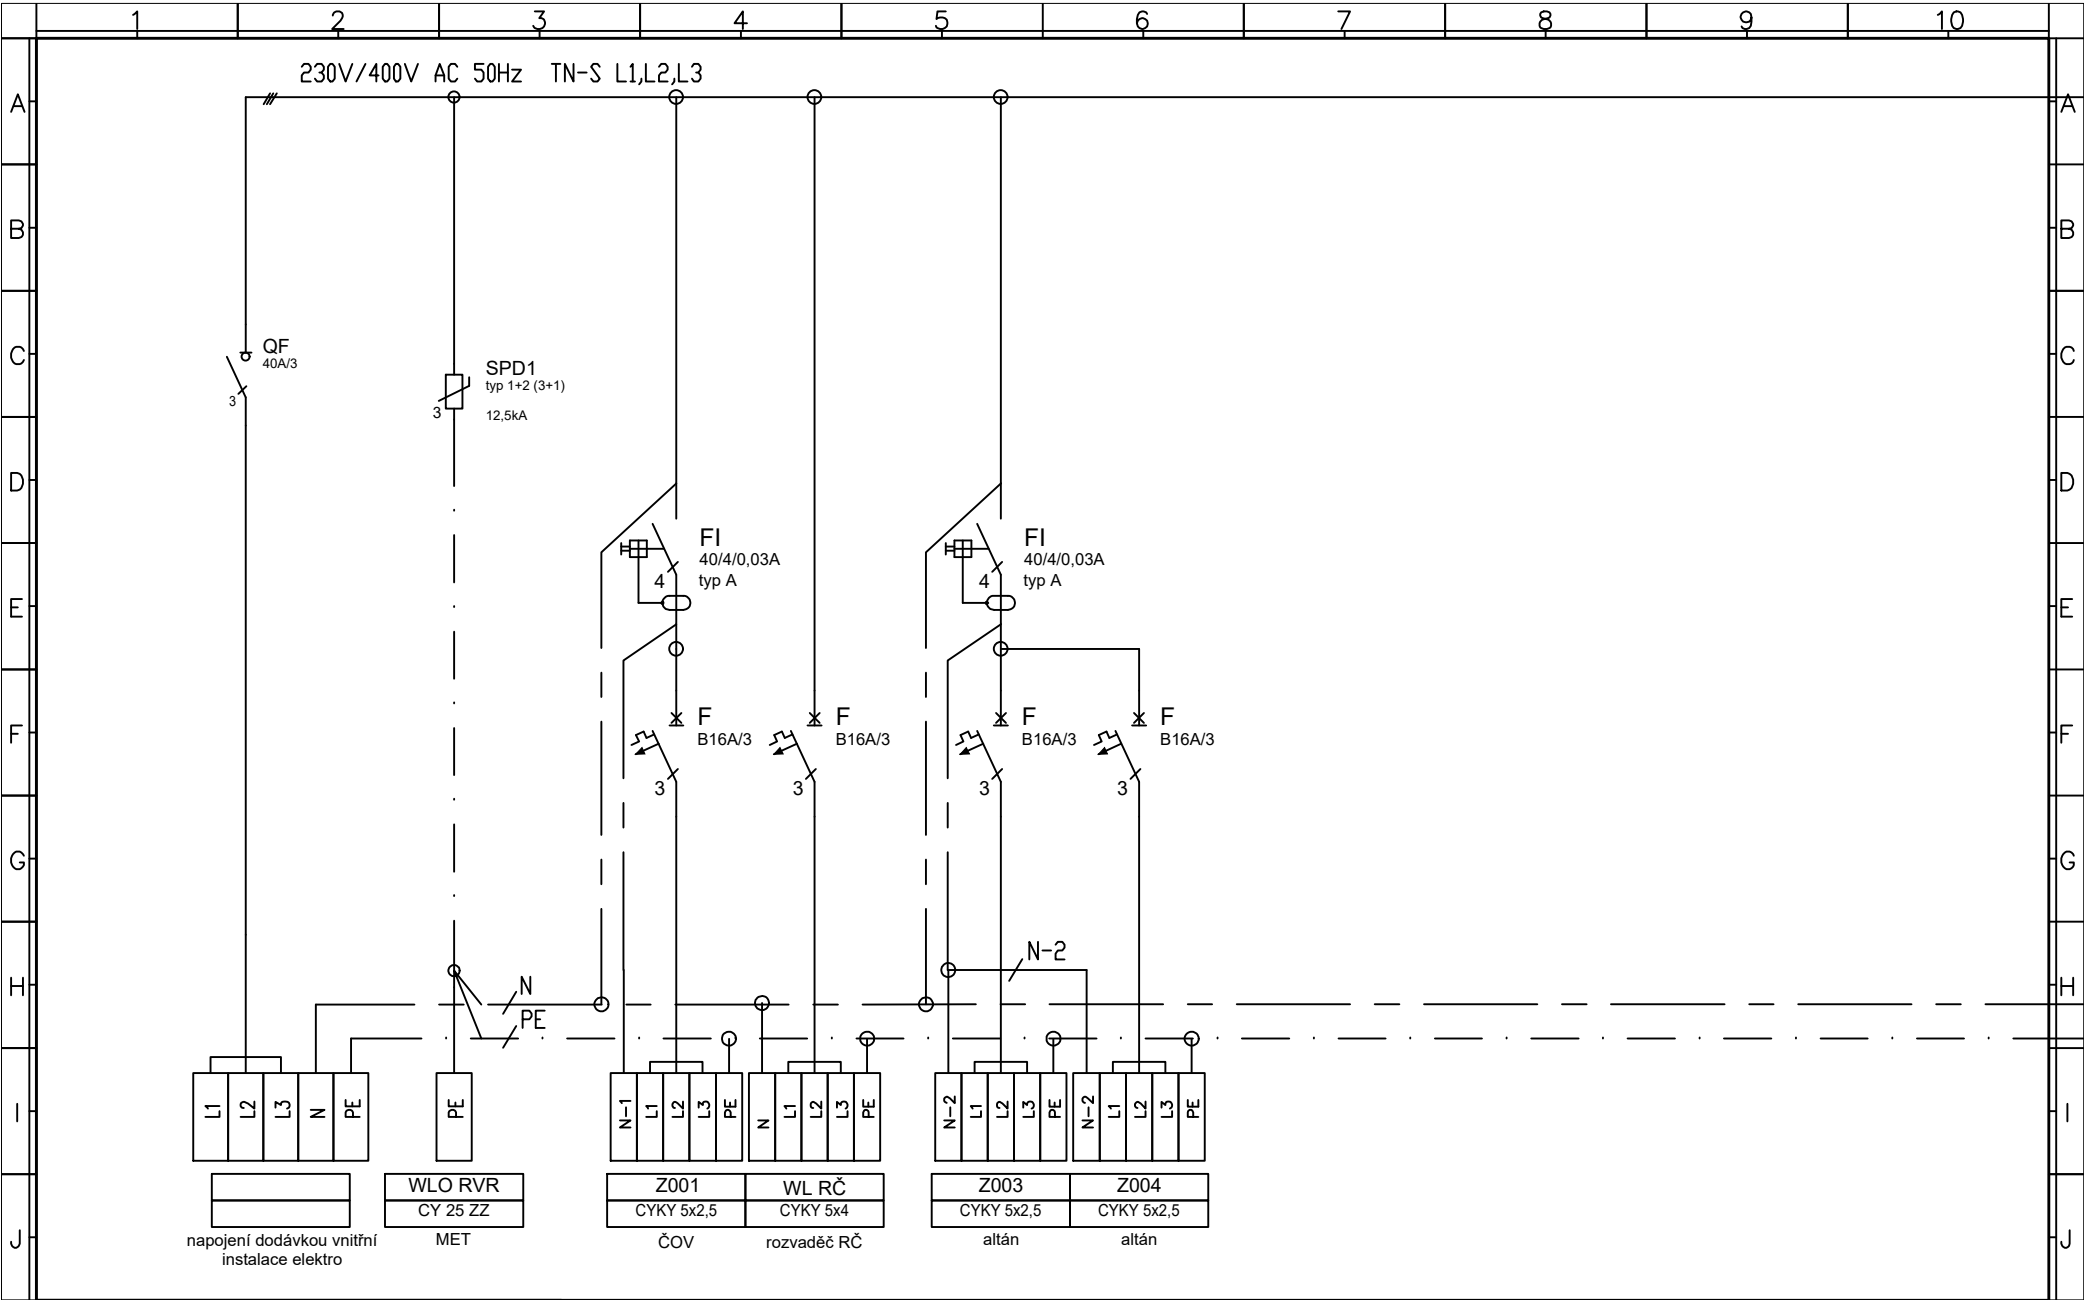 1 2 3 4 5 6 7 8 9 10
230V/400V AC 50Hz TN-S L1,L2,L3
A A
B B
QF
40A/3
3
C C
SPD1
typ 1+2 (3+1)
3
12,5kA
D D
FI FI
40/4/0,03A 40/4/0,03A
4 typ A 4 typ A
E E
F F F F
B16A/3 B16A/3 B16A/3 B16A/3
F F
3 3 3 3
G G
N-2
N
H H
PE
L1 L2 L3 N PE PE N-1 L1 L2 L3 PE N L1 L2 L3 PE N-2 L1 L2 L3 PE N-2 L1 L2 L3 PE
I I
WLO RVR Z001 WL RČ Z003 Z004
CY 25 ZZ CYKY 5x2,5 CYKY 5x4 CYKY 5x2,5 CYKY 5x2,5
J J
napojení dodávkou vnitřní MET ČOV rozvaděč RČ altán altán
instalace elektro